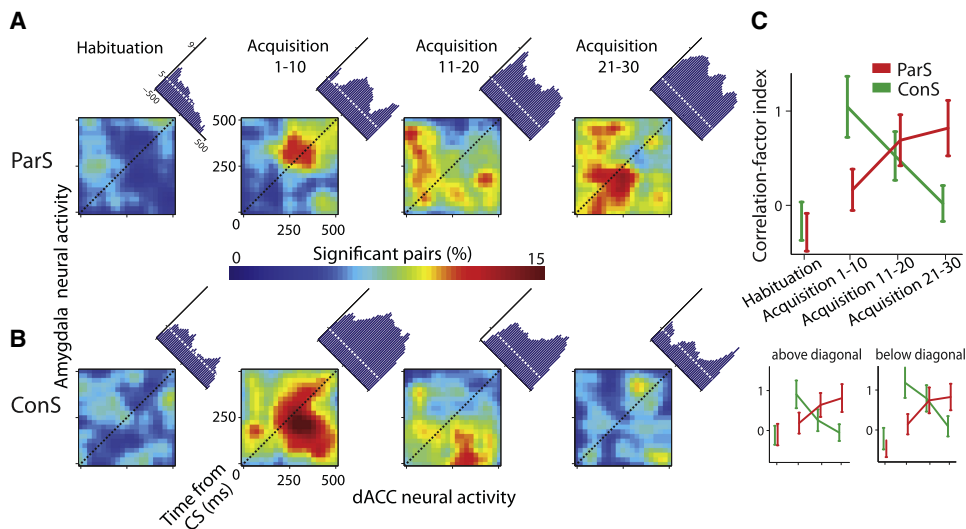 A
Habituation
Acquisition
1-10
Acquisition
11-20
Acquisition
21-30
C
ParS
ConS
ParS
500
250
0
0
250
500
-500
500
Correlation-factor index
1
0
Habituation
Acquisition 1-10
Acquisition 11-20
Acquisition 21-30
Significant pairs (%)
0
15
Amygdala neural activity
B
ConS
250
0
0
250
500
Time from
CS (ms)
dACC neural activity
above diagonal
below diagonal
1
0
1
0